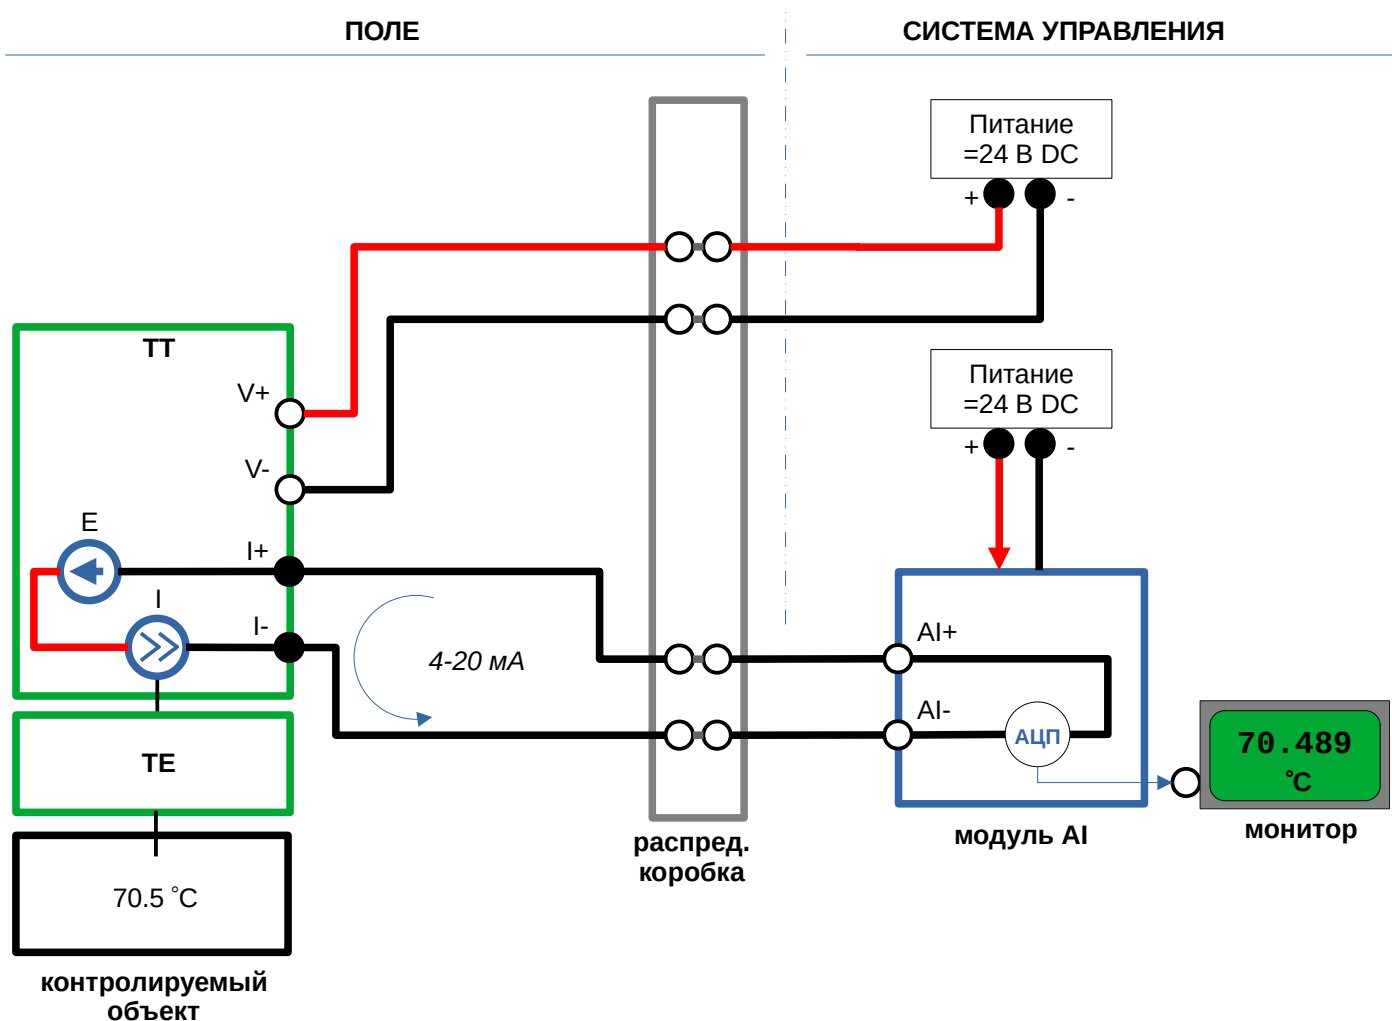 ПОЛЕ
СИСТЕМА УПРАВЛЕНИЯ
Питание
=24 В DC
+ -
ТТ
V+
V-
Питание
=24 В DC
+ -
E
I+
I
I-
4-20 мА
AI+
AI-
АЦП
70.489
°C
монитор
модуль AI
распред.
коробка
ТЕ
70.5 °C
контролируемый
объект